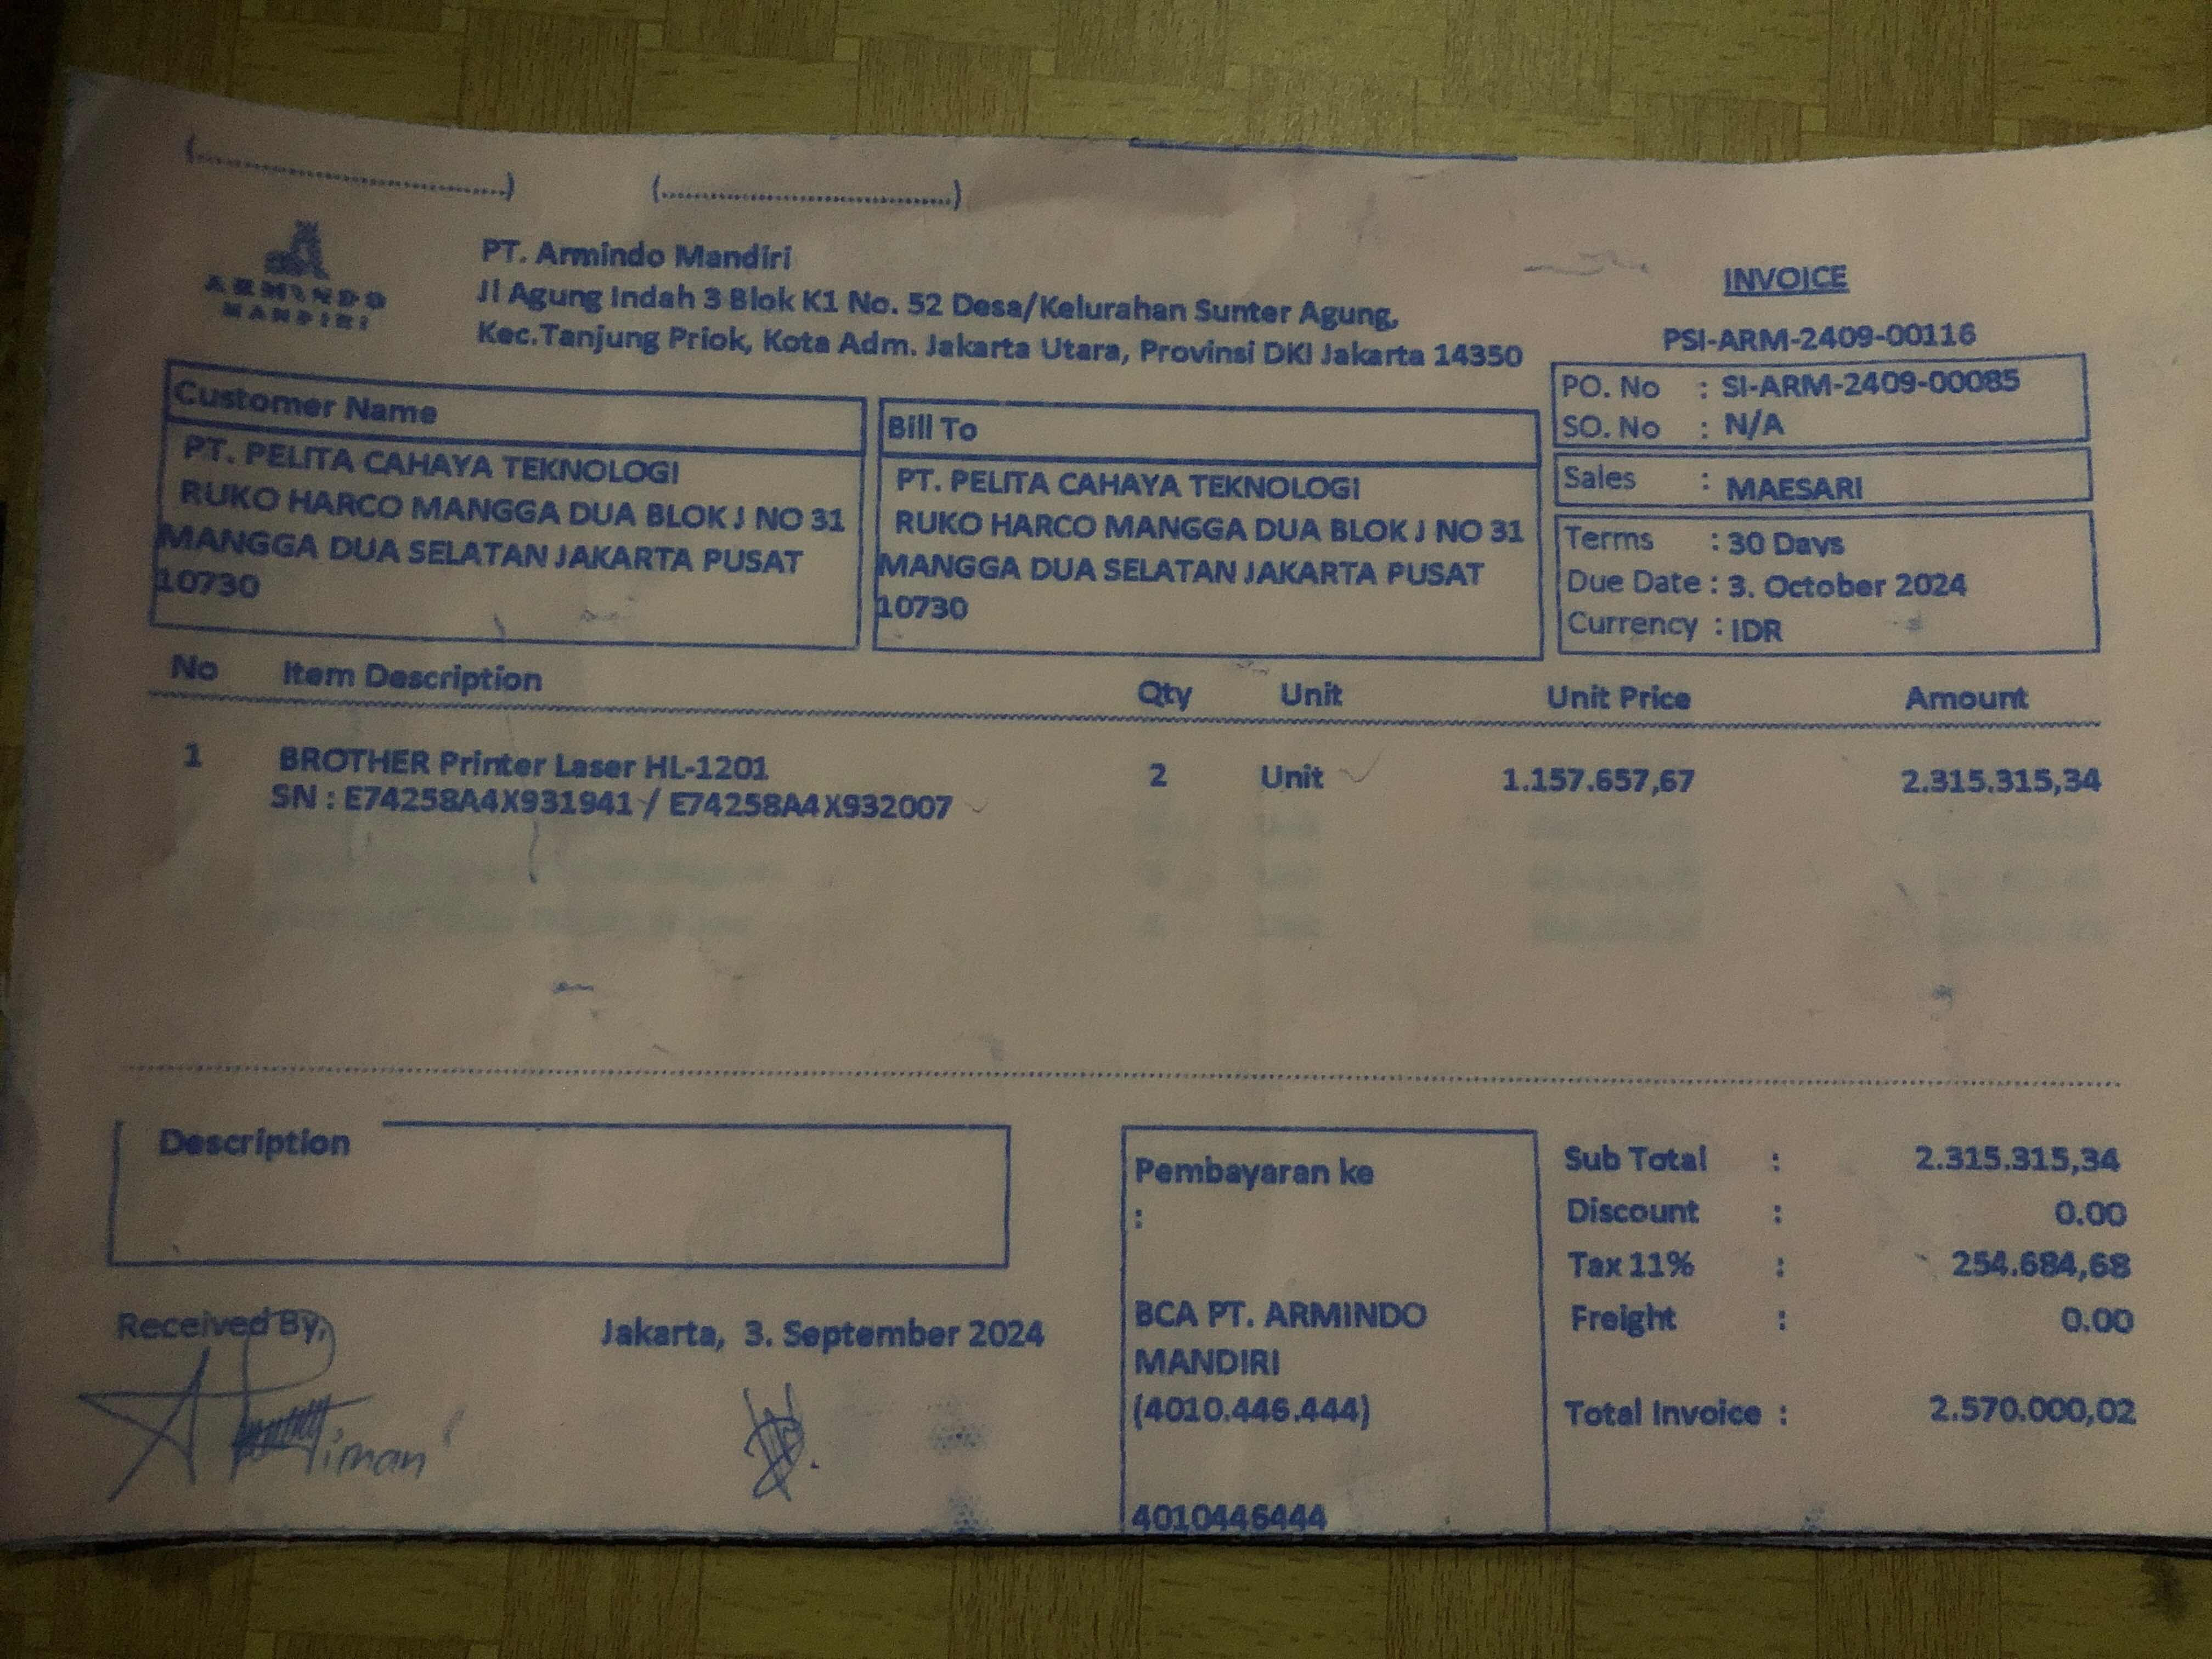 (..............................)
(..............................)
ARMINDO
MANDIRI
PT. Armindo Mandiri
Jl Agung Indah 3 Blok K1 No. 52 Desa/Kelurahan Sunter Agung,
Kec.Tanjung Priok, Kota Adm. Jakarta Utara, Provinsi DKI Jakarta 14350
INVOICE
PSI-ARM-2409-00116
PO. No : SI-ARM-2409-00085
SO. No : N/A
Sales : MAESARI
Terms : 30 Days
Due Date : 3. October 2024
Currency : IDR
Customer Name
PT. PELITA CAHAYA TEKNOLOGI
RUKO HARCO MANGGA DUA BLOK J NO 31
MANGGA DUA SELATAN JAKARTA PUSAT
10730
Bill To
PT. PELITA CAHAYA TEKNOLOGI
RUKO HARCO MANGGA DUA BLOK J NO 31
MANGGA DUA SELATAN JAKARTA PUSAT
10730
No Item Description Qty Unit Unit Price Amount
1 BROTHER Printer Laser HL-1201 2 Unit 1.157.657,67 2.315.315,34
SN : E74258A4X931941 / E74258A4X932007
Description
Received By,
Jakarta, 3. September 2024
Pembayaran ke
:
BCA PT. ARMINDO
MANDIRI
(4010.446.444)
4010446444
Sub Total : 2.315.315,34
Discount : 0.00
Tax 11% : 254.684,68
Freight : 0.00
Total Invoice : 2.570.000,02